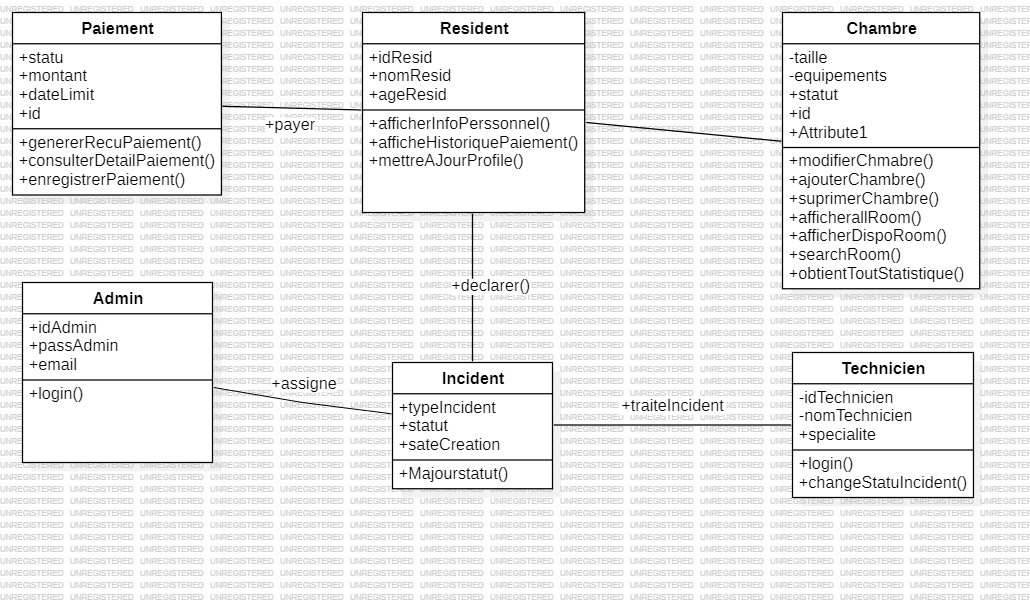 Paiement
+statu
+montant
+dateLimit
+id
+genererRecuPaiement()
+consulterDetailPaiement()
+enregistrerPaiement()
+payer
Resident
+idResid
+nomResid
+ageResid
+afficherInfoPerssonnel()
+afficheHistoriquePaiement()
+mettreAJourProfile()
Chambre
-taille
-equipements
+statut
+id
+Attribute1
+modifierChmabre()
+ajouterChambre()
+suprimerChambre()
+afficherallRoom()
+afficherDispoRoom()
+searchRoom()
+obtientToutStatistique()
+declarer()
Admin
+idAdmin
+passAdmin
+email
+login()
+assigne
Incident
+typeIncident
+statut
+sateCreation
+Majourstatut()
+traiteIncident
Technicien
-idTechnicien
-nomTechnicien
+specialite
+login()
+changeStatuIncident()
UNREGISTERED